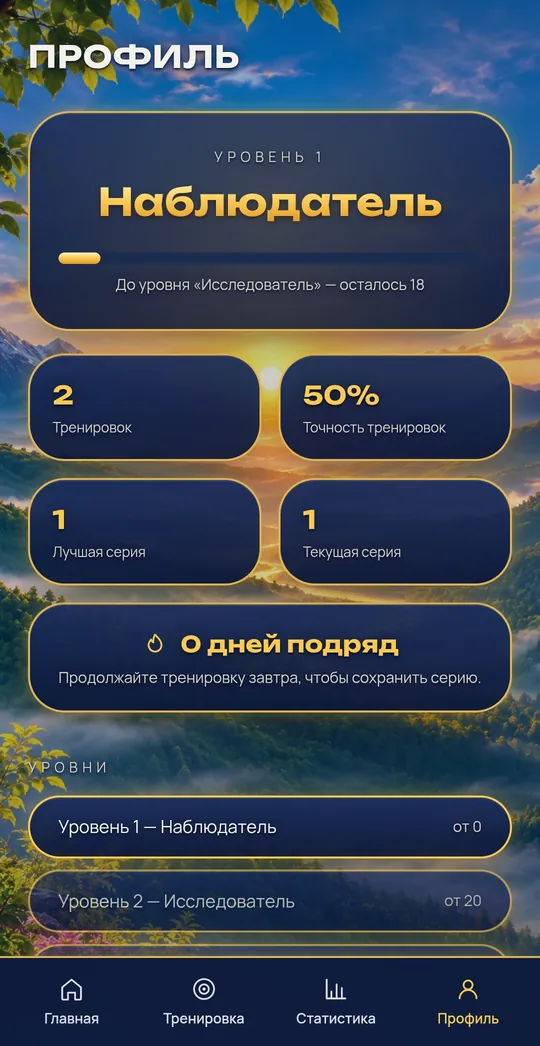 ПРОФИЛЬ
УРОВЕНЬ 1
Наблюдатель
До уровня «Исследователь» — осталось 18
2
Тренировок
50%
Точность тренировок
1
Лучшая серия
1
Текущая серия
0 дней подряд
Продолжайте тренировку завтра, чтобы сохранить серию.
УРОВНИ
Уровень 1 — Наблюдатель
от 0
Уровень 2 — Исследователь
от 20
Главная
Тренировка
Статистика
Профиль